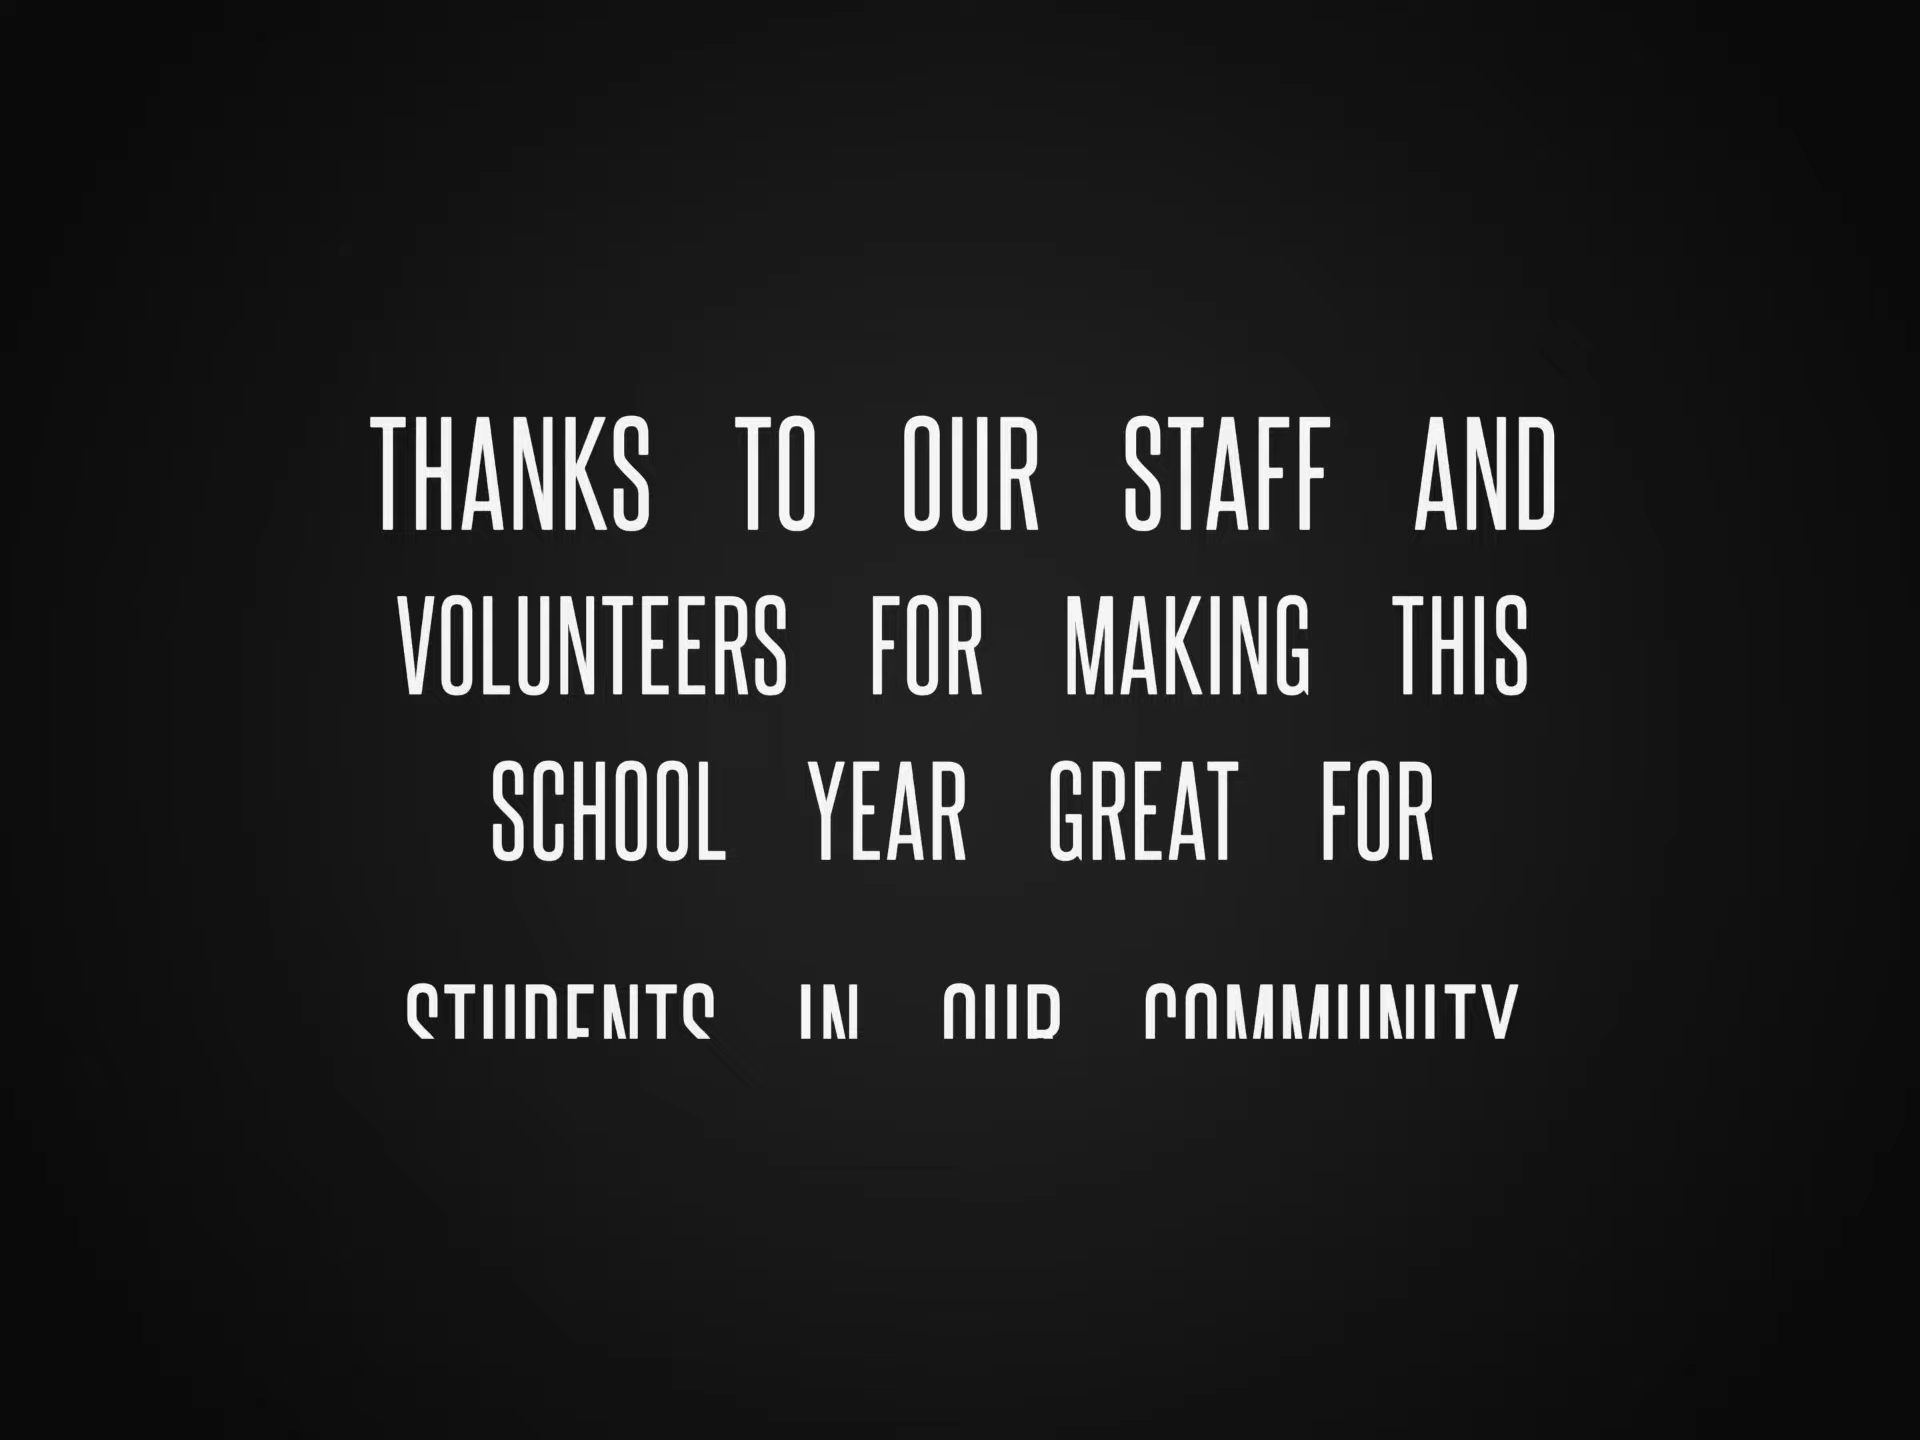 THANKS TO OUR STAFF AND
VOLUNTEERS FOR MAKING THIS
SCHOOL YEAR GREAT FOR
STUDENTS IN OUR COMMUNITY